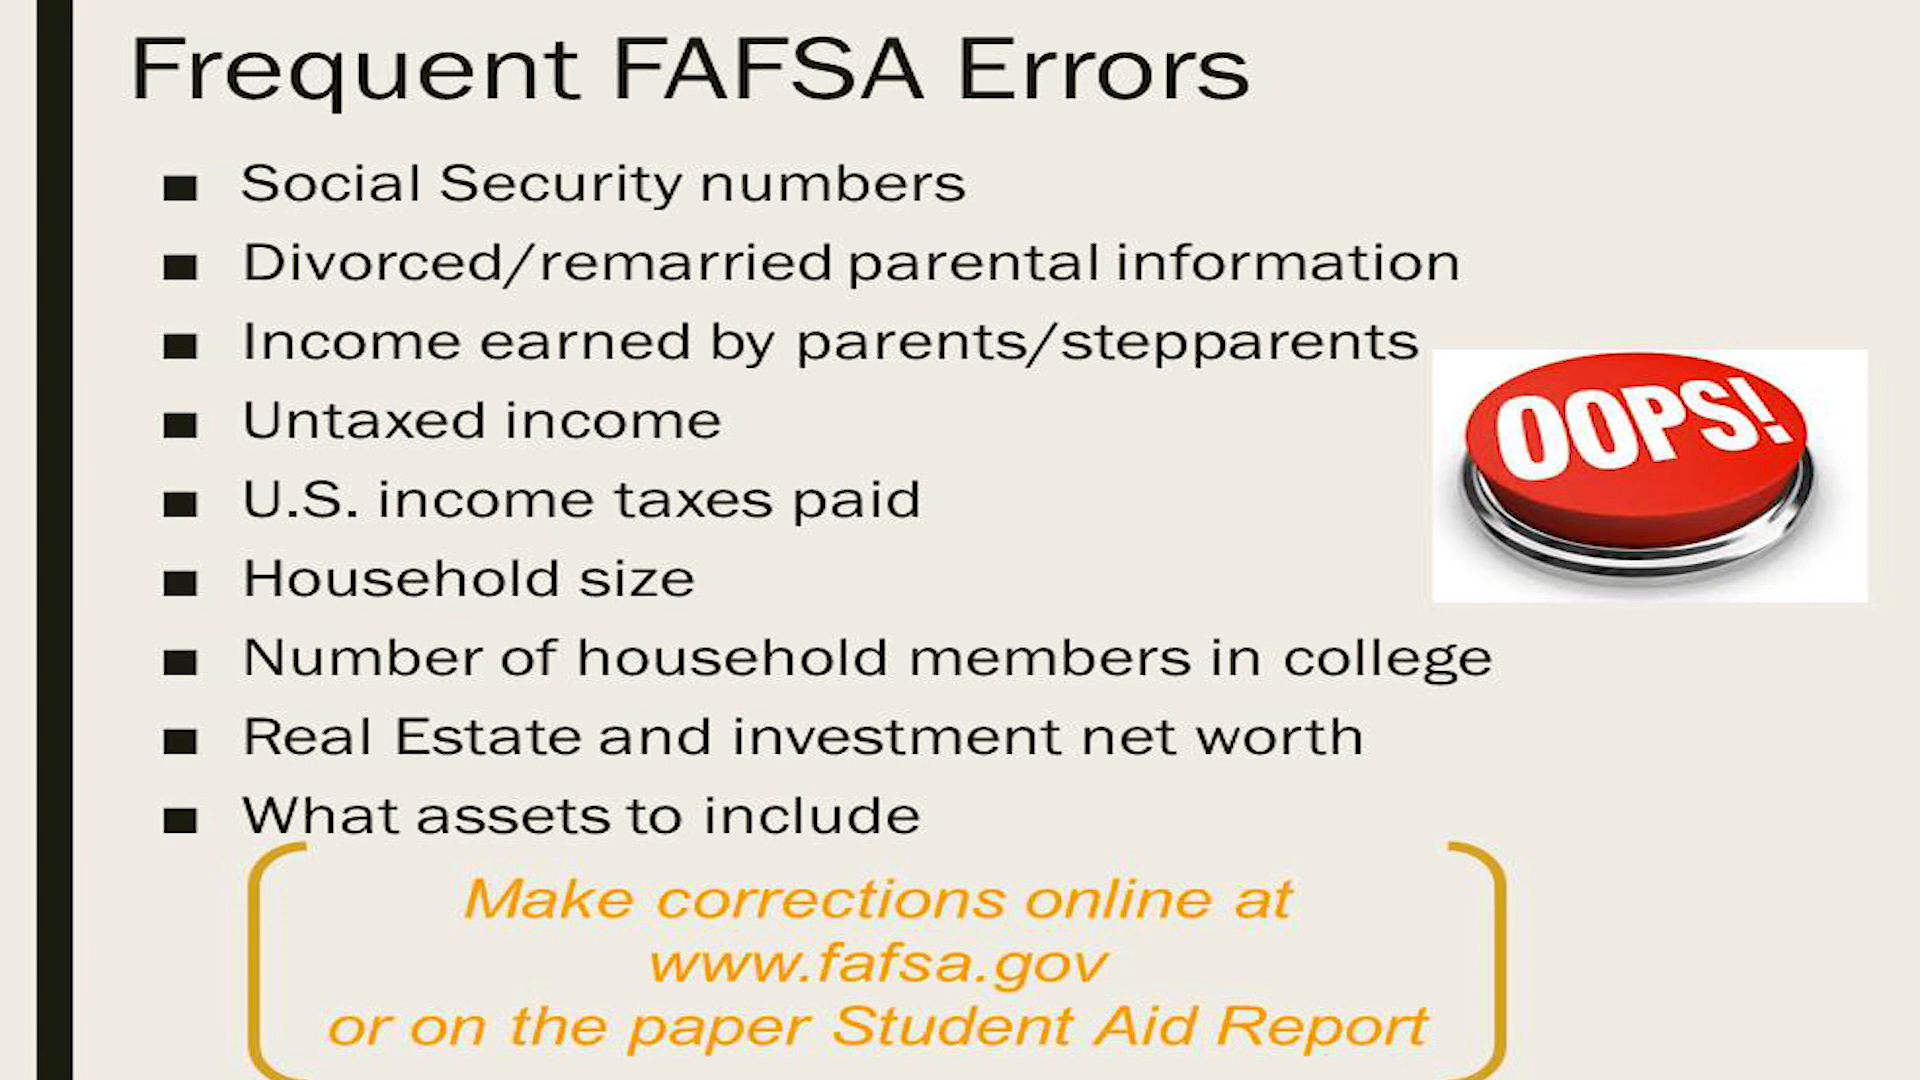 Frequent FAFSA Errors
■ Social Security numbers
■ Divorced/remarried parental information
■ Income earned by parents/stepparents
■ Untaxed income
■ U.S. income taxes paid
■ Household size
■ Number of household members in college
■ Real Estate and investment net worth
■ What assets to include
OOPS!
Make corrections online at
www.fafsa.gov
or on the paper Student Aid Report